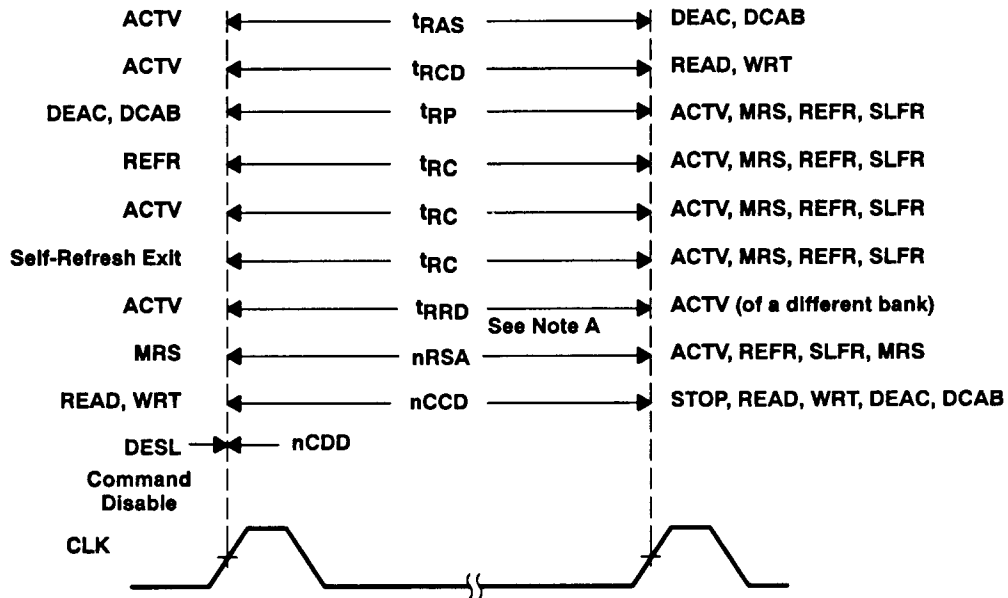 ACTV tRAS DEAC, DCAB
ACTV tRCD READ, WRT
DEAC, DCAB tRP ACTV, MRS, REFR, SLFR
REFR tRC ACTV, MRS, REFR, SLFR
ACTV tRC ACTV, MRS, REFR, SLFR
Self-Refresh Exit tRC ACTV, MRS, REFR, SLFR
ACTV tRRD ACTV (of a different bank)
See Note A
MRS nRSA ACTV, REFR, SLFR, MRS
READ, WRT nCCD STOP, READ, WRT, DEAC, DCAB
DESL nCDD
Command
Disable
CLK